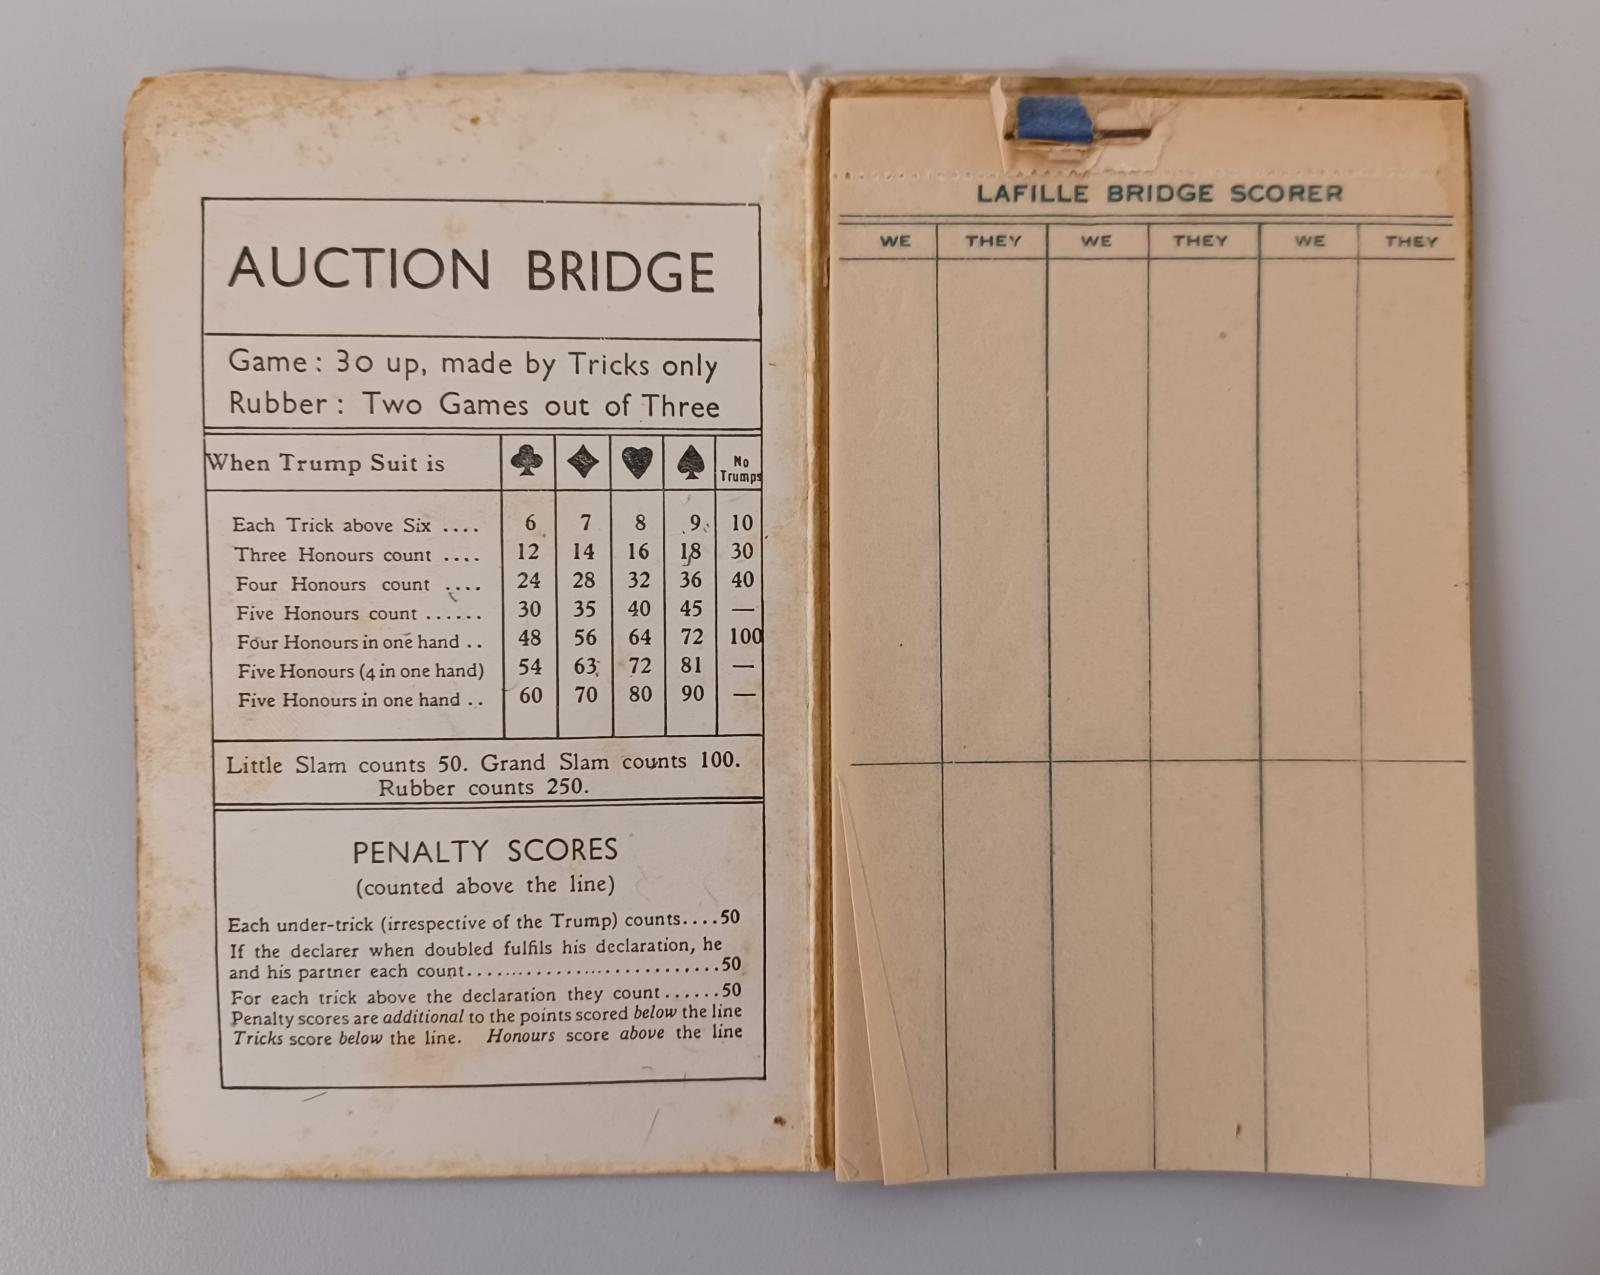 AUCTION BRIDGE
Game: 30 up, made by Tricks only
Rubber: Two Games out of Three
When Trump Suit is ♣ ♦ ♥ ♠ No Trumps
Each Trick above Six .... 6 7 8 9 10
Three Honours count .... 12 14 16 18 30
Four Honours count .... 24 28 32 36 40
Five Honours count ...... 30 35 40 45 —
Four Honours in one hand .. 48 56 64 72 100
Five Honours (4 in one hand) 54 63 72 81 —
Five Honours in one hand .. 60 70 80 90 —
Little Slam counts 50. Grand Slam counts 100.
Rubber counts 250.
PENALTY SCORES
(counted above the line)
Each under-trick (irrespective of the Trump) counts....50
If the declarer when doubled fulfils his declaration, he
and his partner each count..............................50
For each trick above the declaration they count......50
Penalty scores are additional to the points scored below the line
Tricks score below the line. Honours score above the line
LAFILLE BRIDGE SCORER
WE THEY WE THEY WE THEY